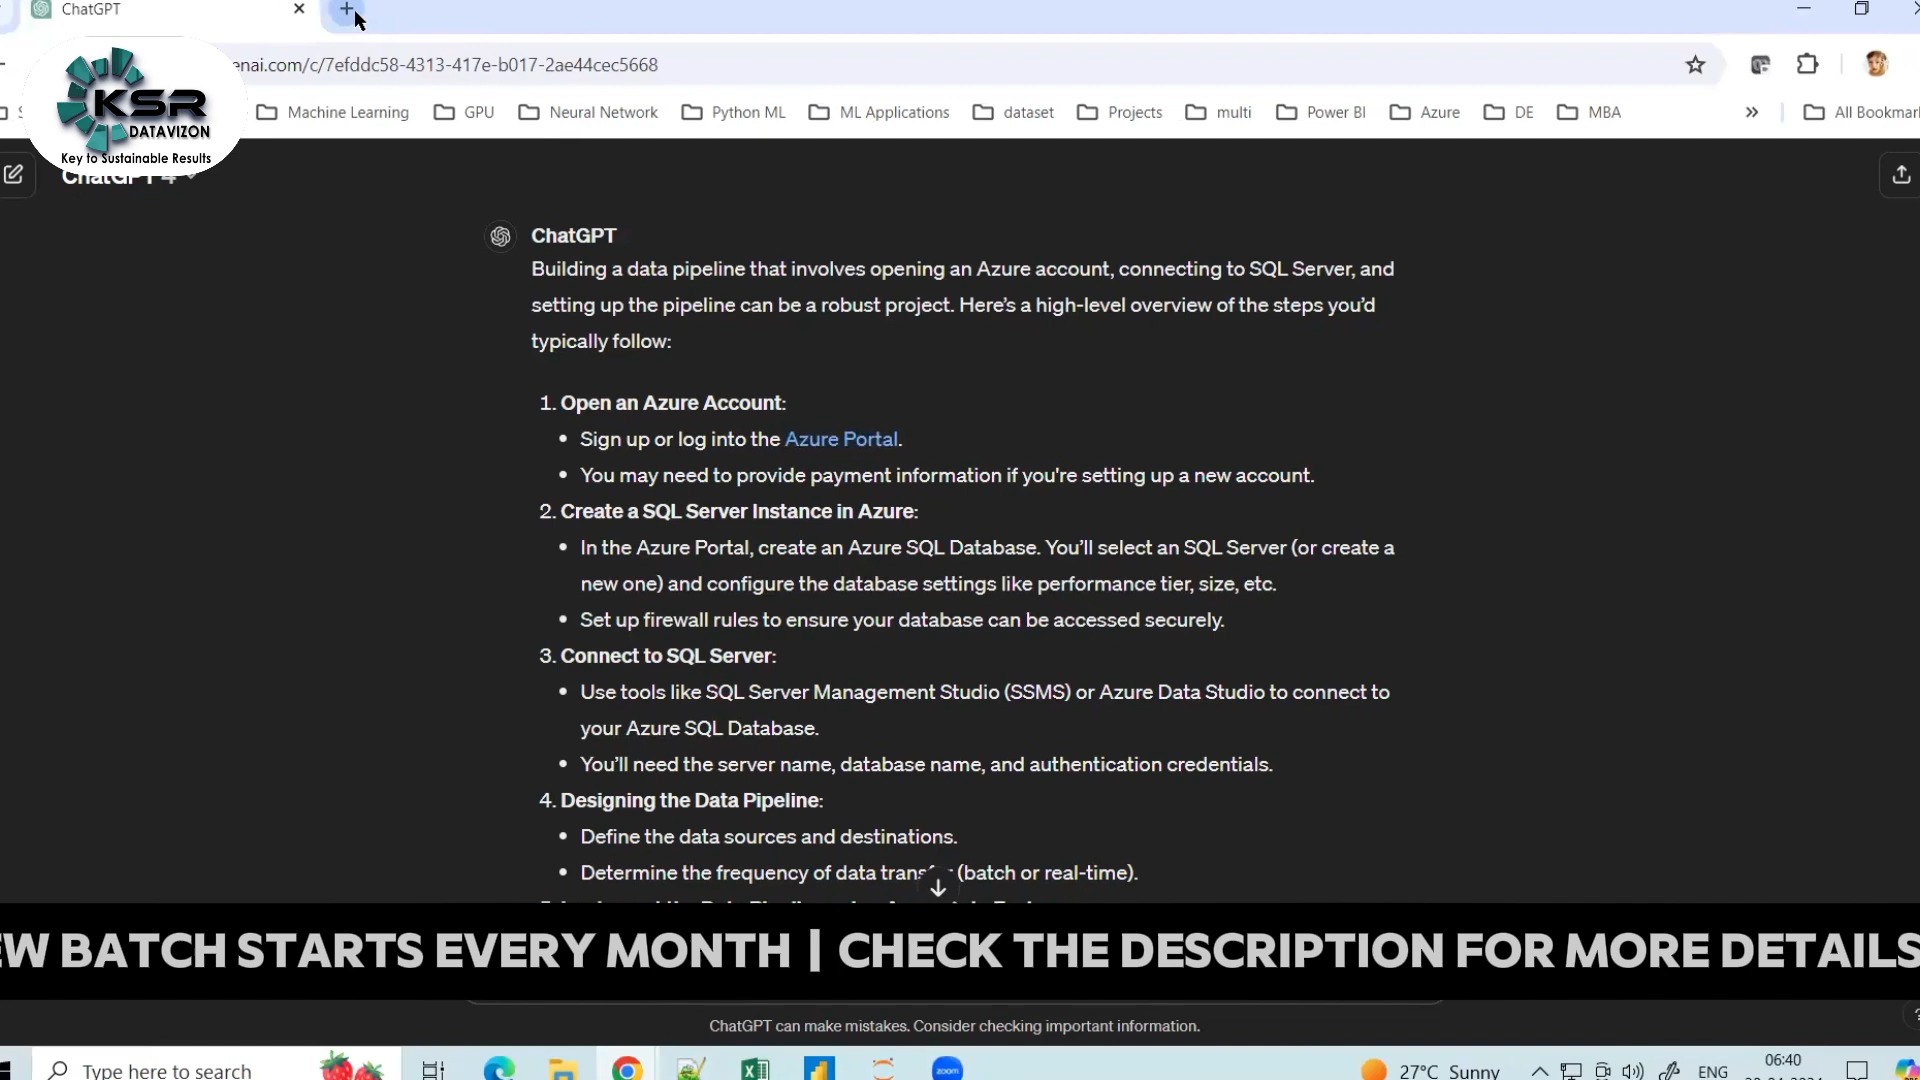 ChatGPT
enai.com/c/7efddc58-4313-417e-b017-2ae44cec5668
KSR
DATAVIZON
Key to Sustainable Results
Machine Learning
GPU
Neural Network
Python ML
ML Applications
dataset
Projects
multi
Power BI
Azure
DE
MBA
All Bookmar
ChatGPT 4
ChatGPT
Building a data pipeline that involves opening an Azure account, connecting to SQL Server, and
setting up the pipeline can be a robust project. Here's a high-level overview of the steps you'd
typically follow:
1. Open an Azure Account:
• Sign up or log into the Azure Portal.
• You may need to provide payment information if you're setting up a new account.
2. Create a SQL Server Instance in Azure:
• In the Azure Portal, create an Azure SQL Database. You'll select an SQL Server (or create a
new one) and configure the database settings like performance tier, size, etc.
• Set up firewall rules to ensure your database can be accessed securely.
3. Connect to SQL Server:
• Use tools like SQL Server Management Studio (SSMS) or Azure Data Studio to connect to
your Azure SQL Database.
• You'll need the server name, database name, and authentication credentials.
4. Designing the Data Pipeline:
• Define the data sources and destinations.
• Determine the frequency of data transfer (batch or real-time).
EW BATCH STARTS EVERY MONTH | CHECK THE DESCRIPTION FOR MORE DETAILS
ChatGPT can make mistakes. Consider checking important information.
Type here to search
zoom
27°C Sunny
ENG
06:40